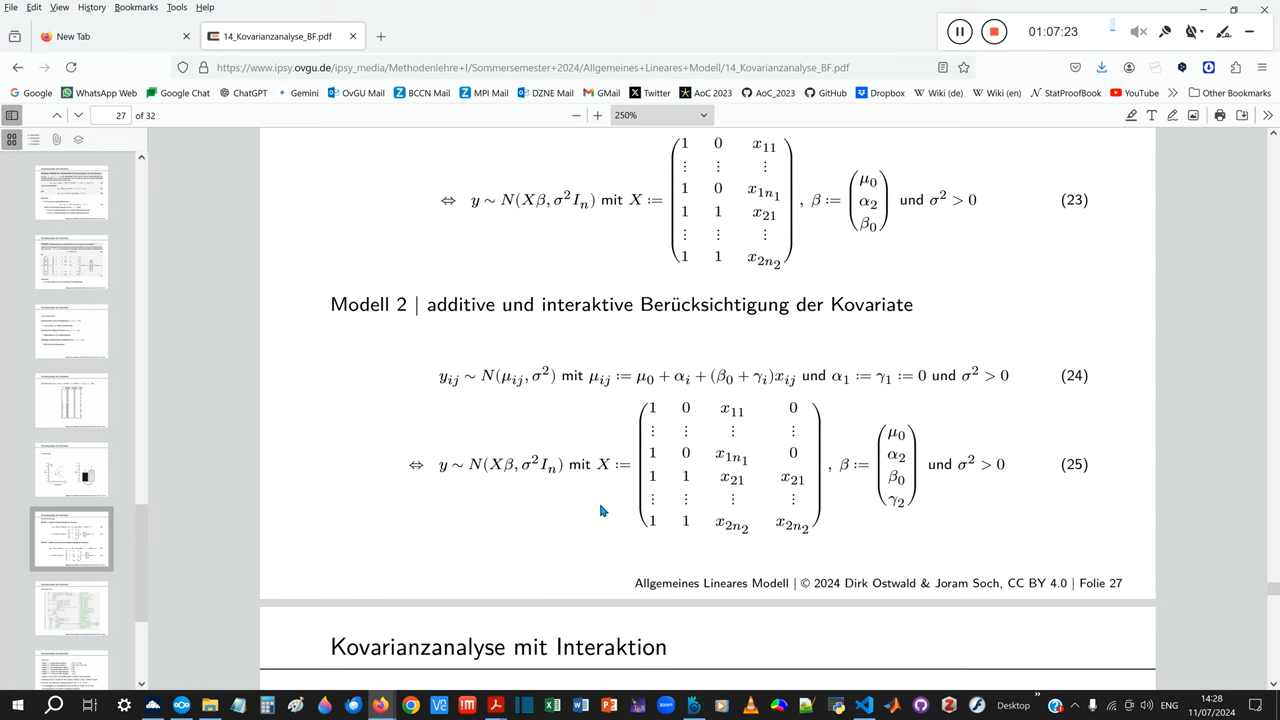 File Edit View History Bookmarks Tools Help
New Tab
14_Kovarianzanalyse_BF.pdf
01:07:23
https://www.ipsy.ovgu.de/ipsy_media/Methodenlehre+I/Sommersemester+2024/Allgemeines+Lineares+Modell/14_Kovarianzanalyse_BF.pdf
Google WhatsApp Web Google Chat ChatGPT Gemini OvGU Mail BCCN Mail MPI Mail DZNE Mail GMail Twitter AoC 2023 AoC_2023 GitHub Dropbox Wiki (de) Wiki (en) StatProofBook YouTube Other Bookmarks
27 of 32
250%
⇔ y ∼ N(Xβ, σ²Iₙ) mit X := (1 0 x₁₁ ⋮ ⋮ ⋮ 1 0 x₁ₙ₁ 1 1 x₂₁ ⋮ ⋮ ⋮ 1 1 x₂ₙ₂) , β := (μ₀ α₂ β₀) und σ² > 0 (23)
Modell 2 | additive und interaktive Berücksichigung der Kovariate
yᵢⱼ ∼ N(μᵢⱼ, σ²) mit μᵢⱼ := μ₀ + αᵢ + (β₀ + γᵢ)xᵢⱼ und α₁ := γ₁ := 0 und σ² > 0 (24)
⇔ y ∼ N(Xβ, σ²Iₙ) mit X := (1 0 x₁₁ 0 ⋮ ⋮ ⋮ ⋮ 1 0 x₁ₙ₁ 0 1 1 x₂₁ x₂₁ ⋮ ⋮ ⋮ ⋮ 1 1 x₂ₙ₂ x₂ₙ₂) , β := (μ₀ α₂ β₀ γ₂) und σ² > 0 (25)
Allgemeines Lineares Modell | © 2024 Dirk Ostwald & Joram Soch, CC BY 4.0 | Folie 27
Kovarianzanalyse mit Interaktion
Desktop
ENG
14:28
11/07/2024